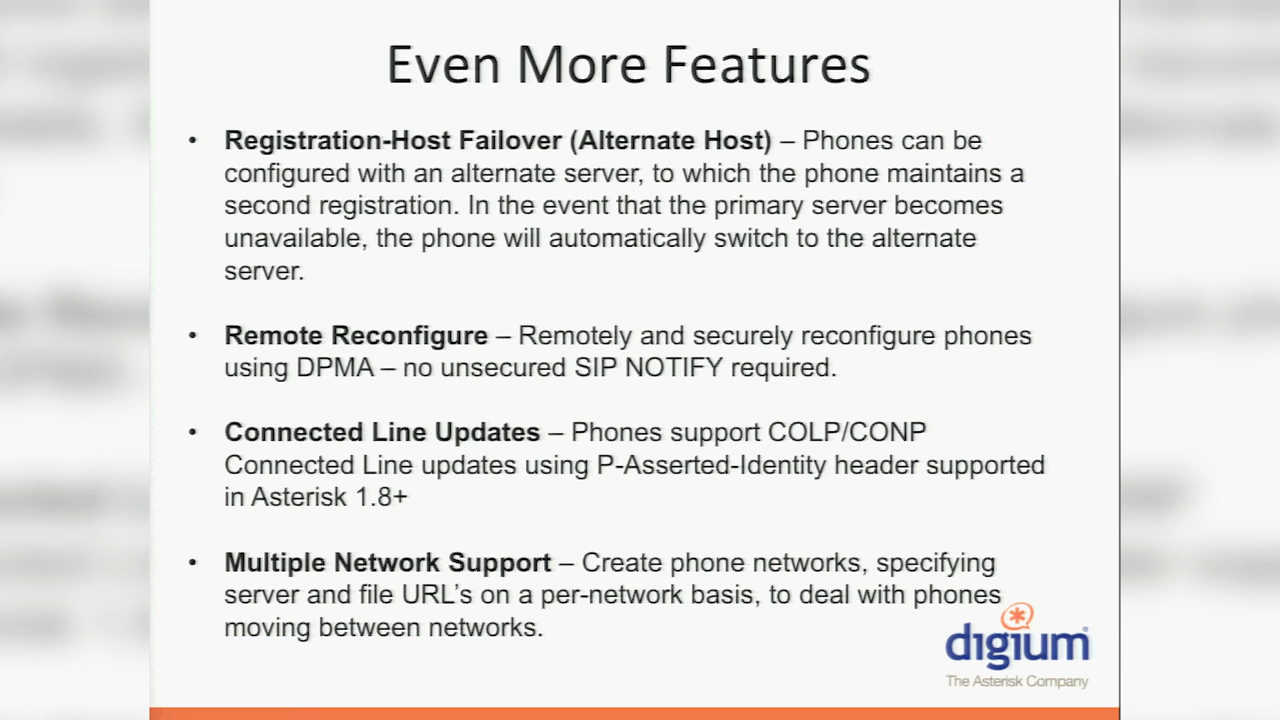 Even More Features
• Registration-Host Failover (Alternate Host) – Phones can be
configured with an alternate server, to which the phone maintains a
second registration. In the event that the primary server becomes
unavailable, the phone will automatically switch to the alternate
server.
• Remote Reconfigure – Remotely and securely reconfigure phones
using DPMA – no unsecured SIP NOTIFY required.
• Connected Line Updates – Phones support COLP/CONP
Connected Line updates using P-Asserted-Identity header supported
in Asterisk 1.8+
• Multiple Network Support – Create phone networks, specifying
server and file URL’s on a per-network basis, to deal with phones
moving between networks.
digium
The Asterisk Company